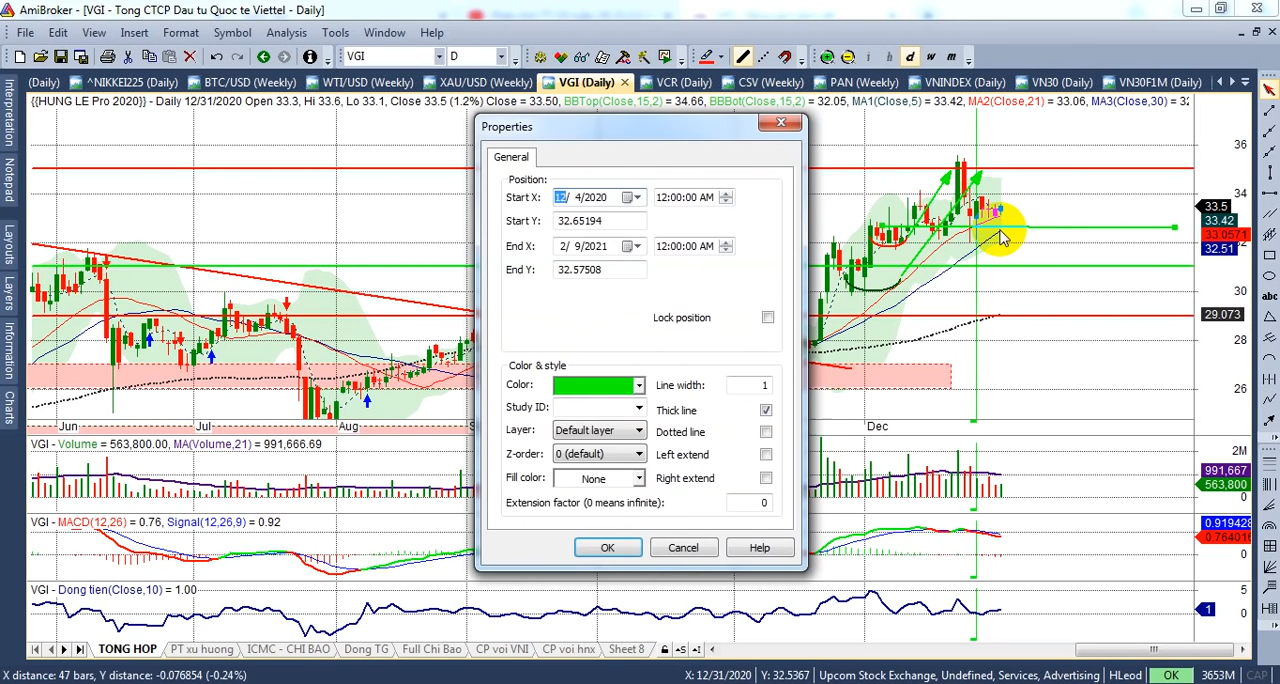 AmiBroker - [VGI - Tong CTCP Dau tu Quoc te Viettel - Daily]
File Edit View Insert Format Symbol Analysis Tools Window Help
VGI D i h d w m
(Daily) ^NIKKEI225 (Daily) BTC/USD (Weekly) WTI/USD (Weekly) XAU/USD (Weekly) VGI (Daily) VCR (Daily) CSV (Weekly) PAN (Weekly) VNINDEX (Daily) VN30 (Daily) VN30F1M (Daily)
{{HUNG LE Pro 2020}} - Daily 12/31/2020 Open 33.3, Hi 33.6, Lo 33.1, Close 33.5 (1.2%) Close = 33.50, BBTop(Close,15,2) = 34.66, BBBot(Close,15,2) = 32.05, MA1(Close,5) = 33.42, MA2(Close,21) = 33.06, MA3(Close,30) = 32
Interpretation
Notepad
Layouts
Layers
Information
Charts
Properties
General
Position:
Start X: 12/ 4/2020 12:00:00 AM
Start Y: 32.65194
End X: 2/ 9/2021 12:00:00 AM
End Y: 32.57508
Lock position
Color & style
Color: Line width: 1
Study ID: Thick line
Layer: Default layer Dotted line
Z-order: 0 (default) Left extend
Fill color: None Right extend
Extension factor (0 means infinite): 0
OK Cancel Help
36
34
33.5
33.42
33.0571
32
32.51
30
29.073
28
26
Jun Jul Aug S Dec
VGI - Volume = 563,800.00, MA(Volume,21) = 991,666.69
2M
991,667
563,800
0
VGI - MACD(12,26) = 0.76, Signal(12,26,9) = 0.92
0.919428
0.764016
0
VGI - Dong tien(Close,10) = 1.00
5
1
0
TONG HOP PT xu huong ICMC - CHI BAO Dong TG Full Chi Bao CP voi VNI CP voi hnx Sheet 8
X distance: 47 bars, Y distance: -0.076854 (-0.24%) X: 12/31/2020 Y: 32.5367 Upcom Stock Exchange, Undefined, Services, Advertising HLeod OK 3653M CAP
abc